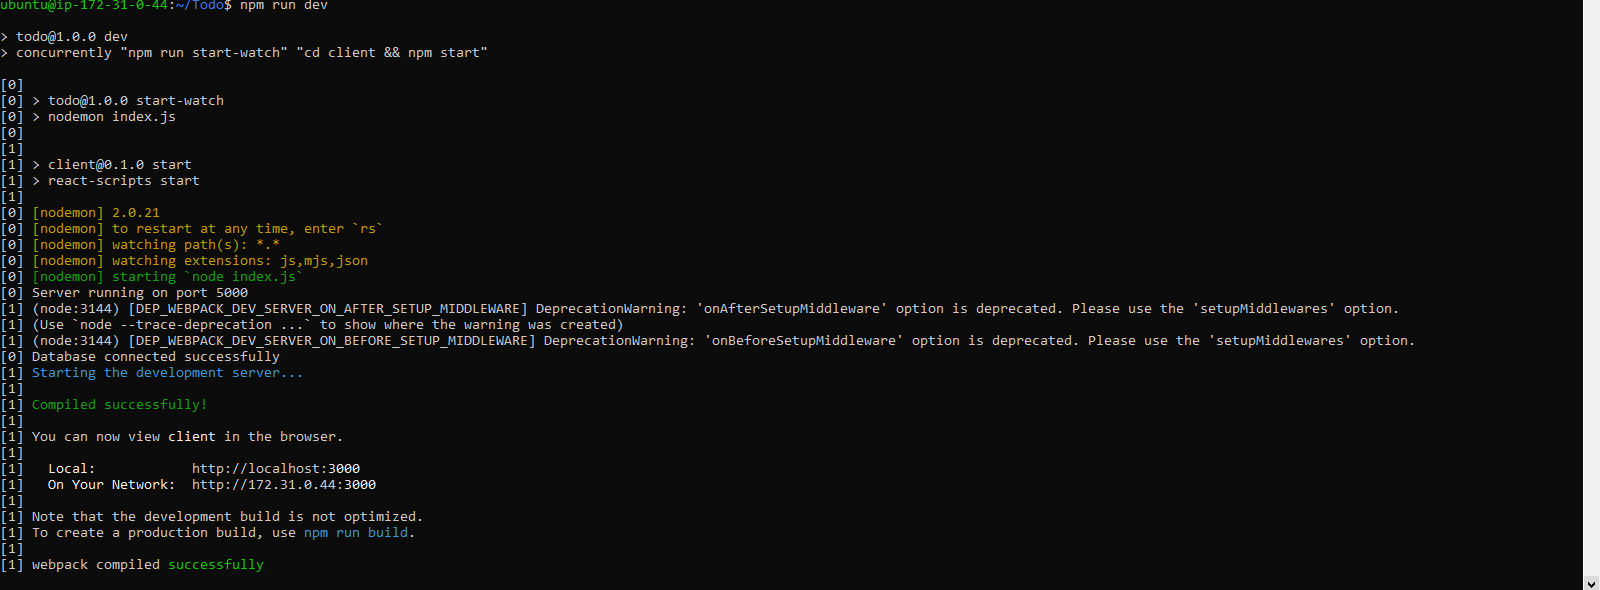 ubuntu@ip-172-31-0-44:~/Todo$ npm run dev
> todo@1.0.0 dev
> concurrently "npm run start-watch" "cd client && npm start"
[0]
[0] > todo@1.0.0 start-watch
[0] > nodemon index.js
[0]
[1]
[1] > client@0.1.0 start
[1] > react-scripts start
[1]
[0] [nodemon] 2.0.21
[0] [nodemon] to restart at any time, enter `rs`
[0] [nodemon] watching path(s): *.*
[0] [nodemon] watching extensions: js,mjs,json
[0] [nodemon] starting `node index.js`
[0] Server running on port 5000
[1] (node:3144) [DEP_WEBPACK_DEV_SERVER_ON_AFTER_SETUP_MIDDLEWARE] DeprecationWarning: 'onAfterSetupMiddleware' option is deprecated. Please use the 'setupMiddlewares' option.
[1] (Use `node --trace-deprecation ...` to show where the warning was created)
[1] (node:3144) [DEP_WEBPACK_DEV_SERVER_ON_BEFORE_SETUP_MIDDLEWARE] DeprecationWarning: 'onBeforeSetupMiddleware' option is deprecated. Please use the 'setupMiddlewares' option.
[0] Database connected successfully
[1] Starting the development server...
[1]
[1] Compiled successfully!
[1]
[1] You can now view client in the browser.
[1]
[1]   Local:            http://localhost:3000
[1]   On Your Network:  http://172.31.0.44:3000
[1]
[1] Note that the development build is not optimized.
[1] To create a production build, use npm run build.
[1]
[1] webpack compiled successfully